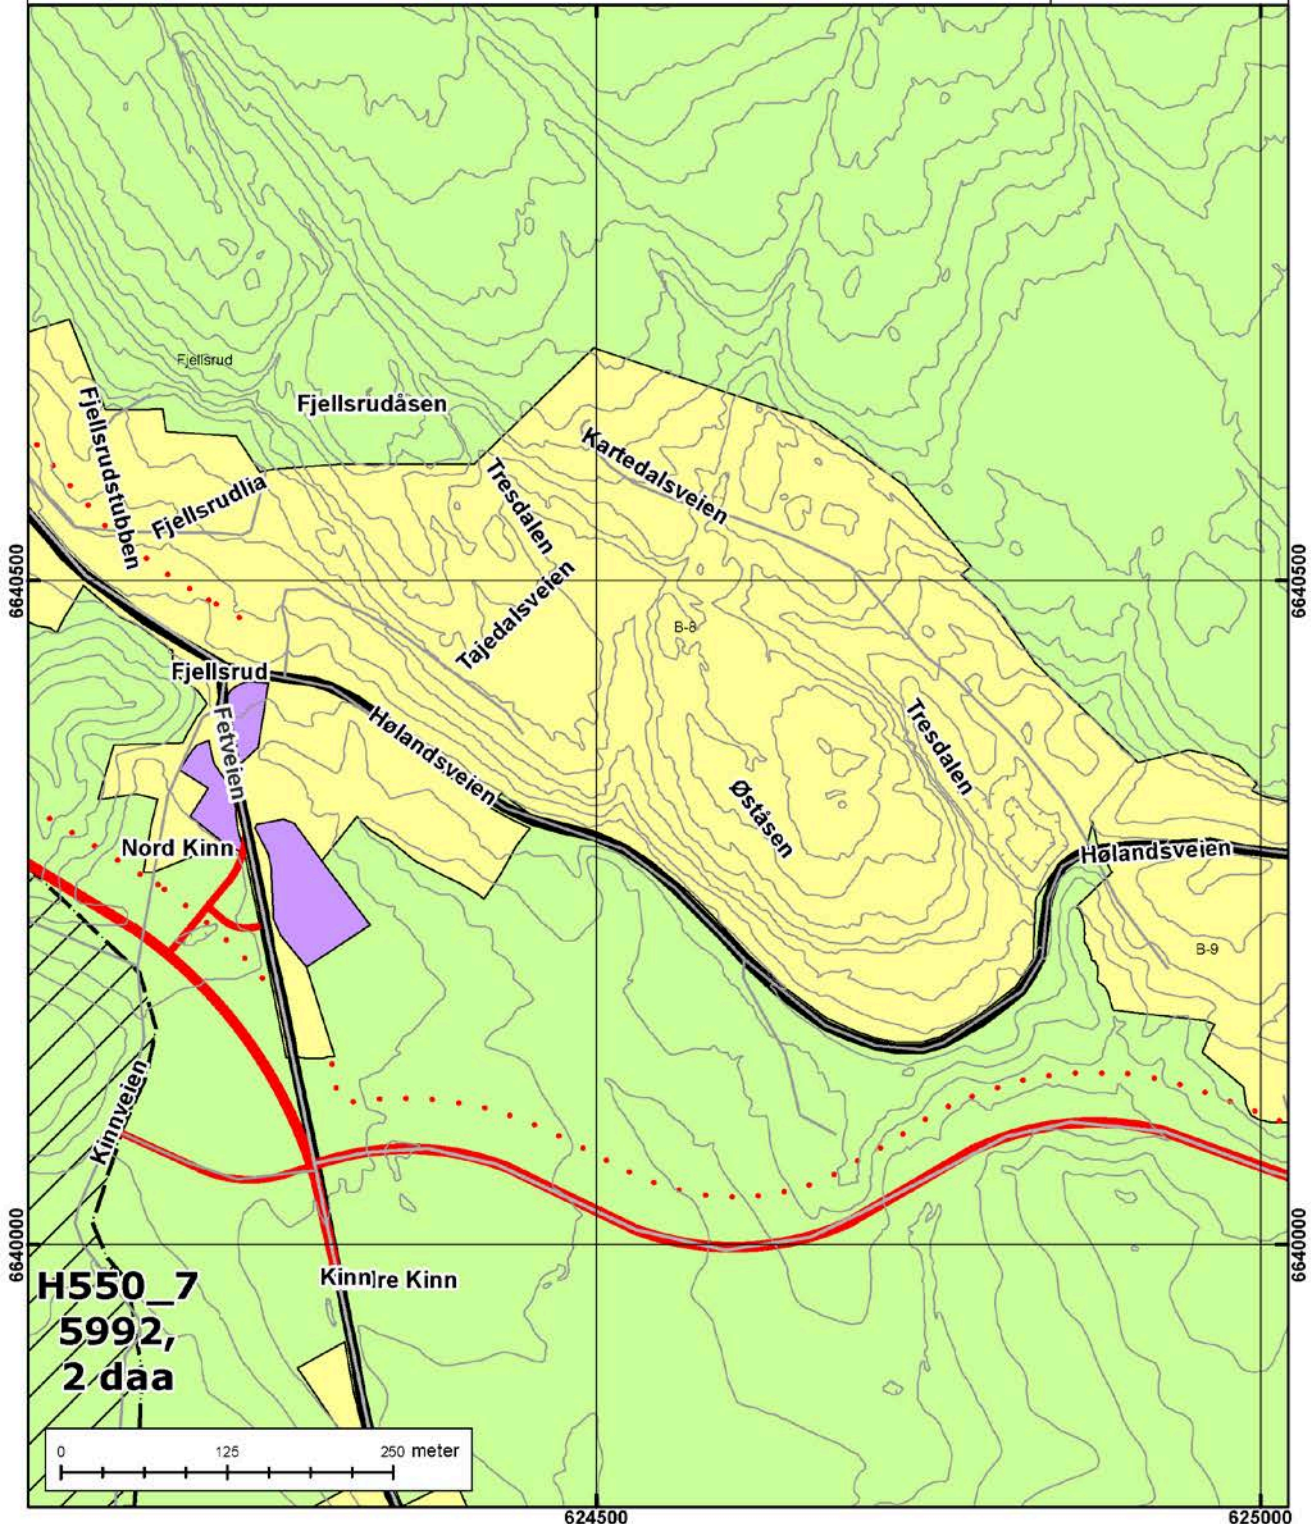 Fjellsrud
Fjellsrudåsen
Fjellsrudstubben
Kartedalsveien
Fjellsrudlia
Tresdalen
6640500
6640500
Tajedalsveien
B-8
Fjellsrud
Fetveien
Hølandsveien
Tresdalen
Øståsen
Nord Kinn
Hølandsveien
B-9
Kinnveien
6640000
6640000
Kinn
re Kinn
H550_7
5992,
2 daa
0 125 250 meter
624500
625000